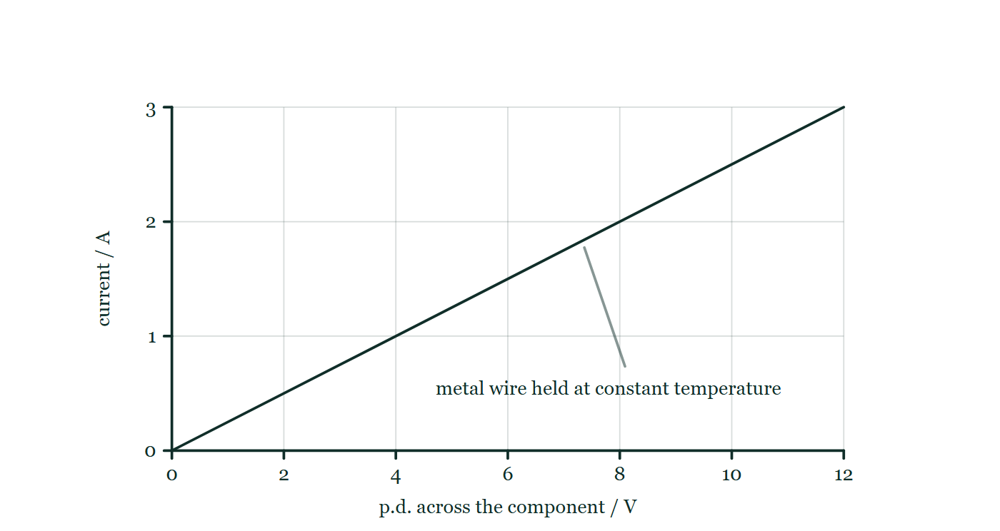 3
2
1
0
current / A
metal wire held at constant temperature
0 2 4 6 8 10 12
p.d. across the component / V